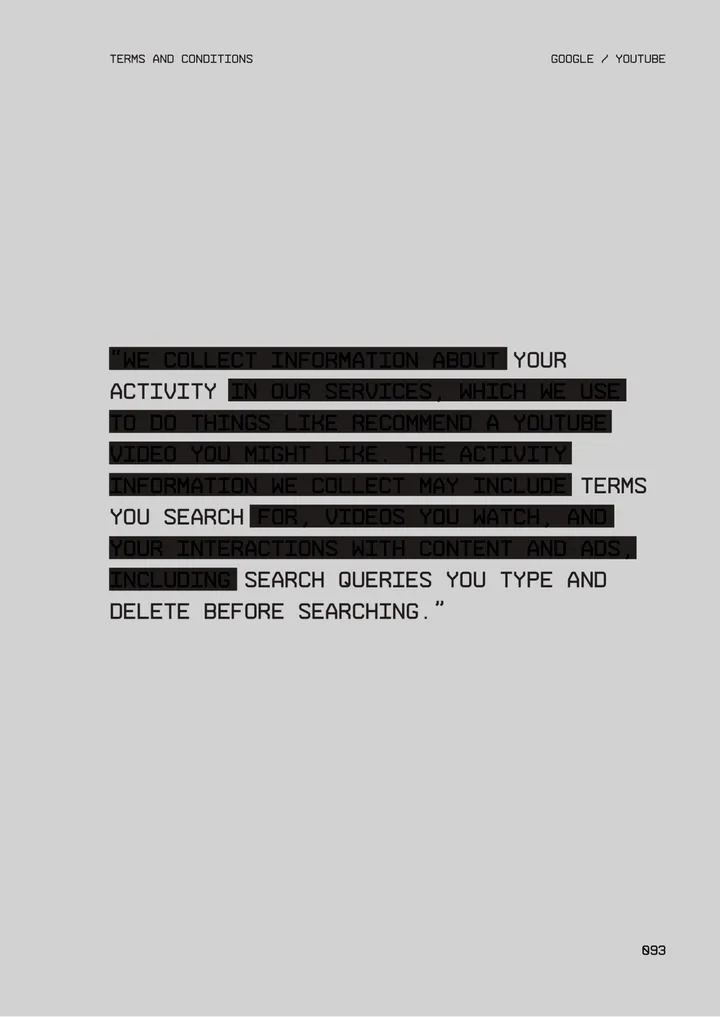 TERMS AND CONDITIONS
GOOGLE / YOUTUBE
"WE COLLECT INFORMATION ABOUT YOUR
ACTIVITY IN OUR SERVICES, WHICH WE USE
TO DO THINGS LIKE RECOMMEND A YOUTUBE
VIDEO YOU MIGHT LIKE. THE ACTIVITY
INFORMATION WE COLLECT MAY INCLUDE TERMS
YOU SEARCH FOR, VIDEOS YOU WATCH, AND
YOUR INTERACTIONS WITH CONTENT AND ADS,
INCLUDING SEARCH QUERIES YOU TYPE AND
DELETE BEFORE SEARCHING."
093